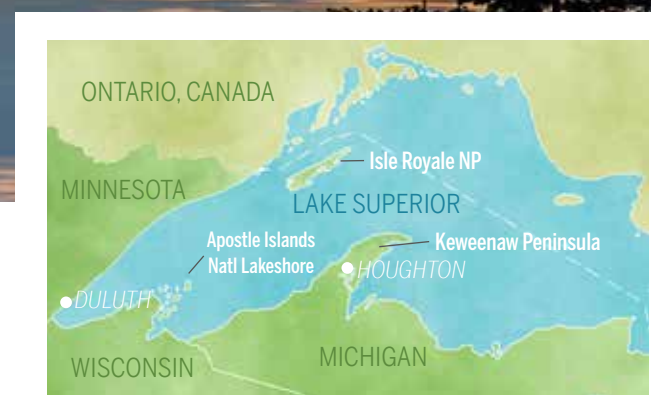 ONTARIO, CANADA
Isle Royale NP
MINNESOTA
LAKE SUPERIOR
Apostle Islands
Natl Lakeshore
Keweenaw Peninsula
HOUGHTON
DULUTH
MICHIGAN
WISCONSIN